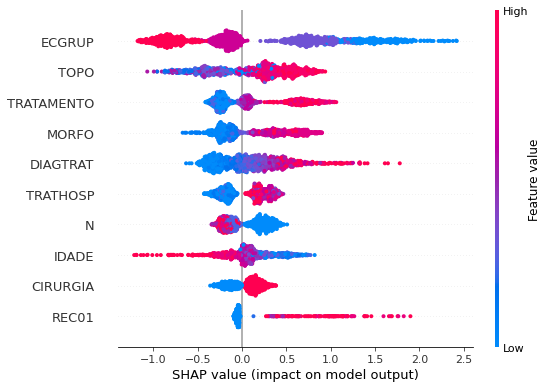 High
ECGRUP
TOPO
TRATAMENTO
MORFO
DIAGTRAT
TRATHOSP
N
IDADE
CIRURGIA
REC01
Feature value
Low
−1.0 −0.5 0.0 0.5 1.0 1.5 2.0 2.5
SHAP value (impact on model output)